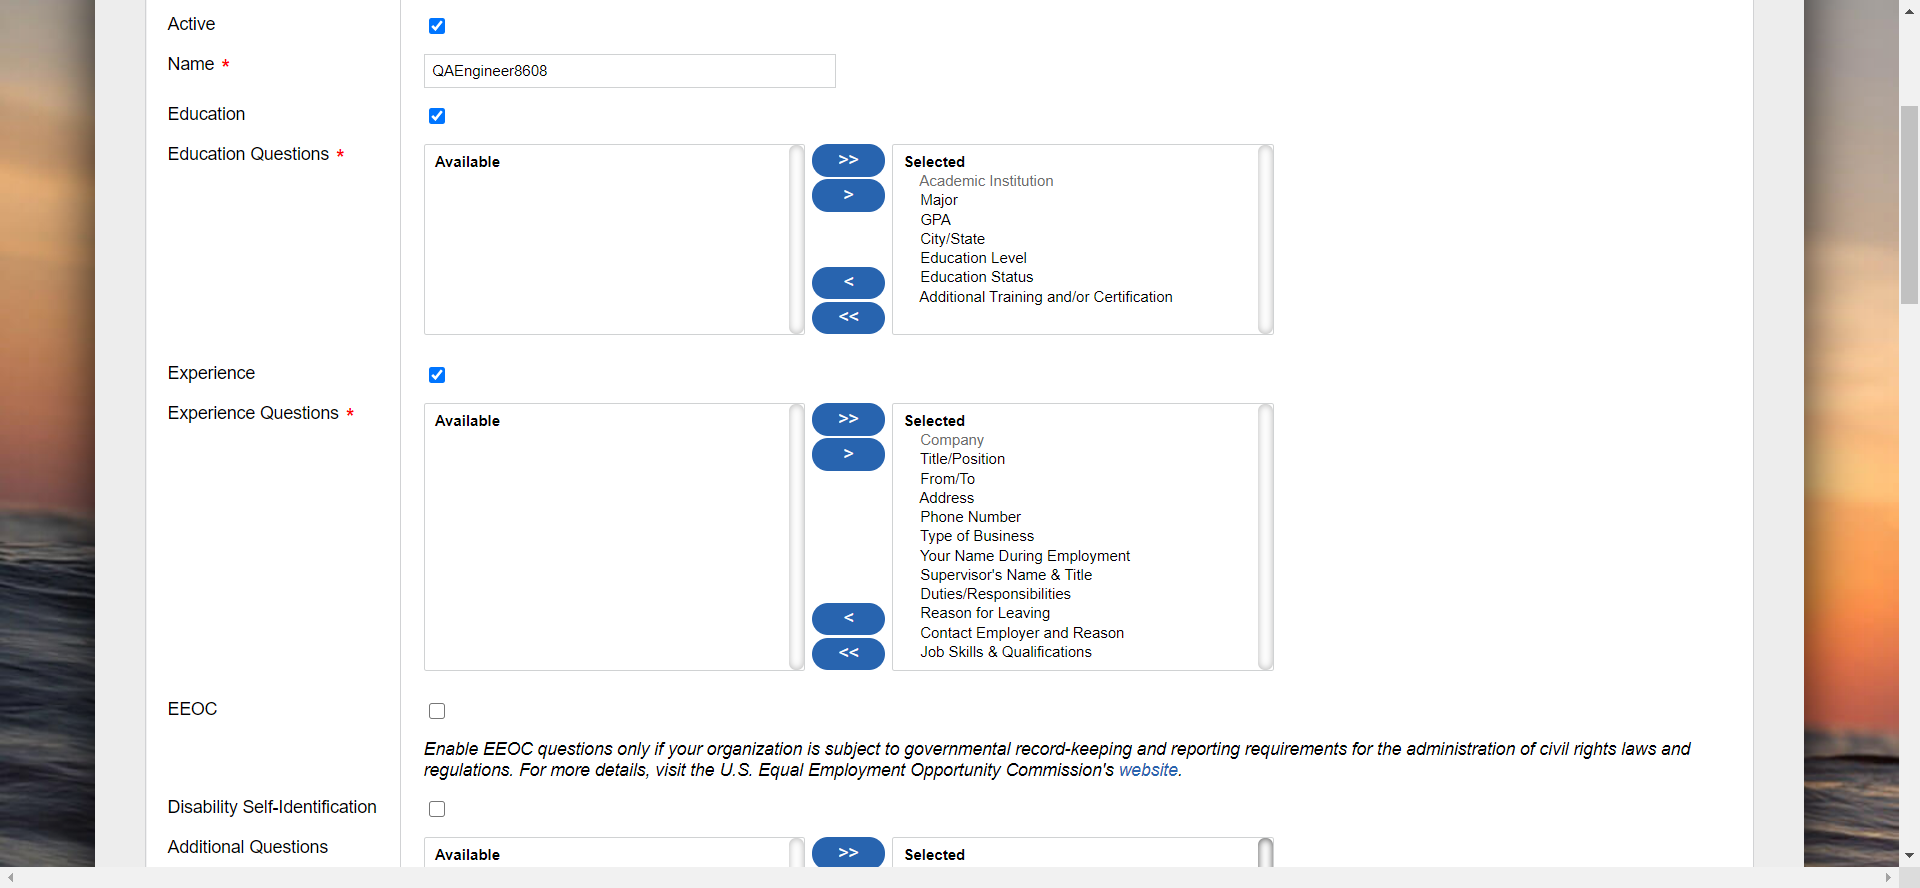 Active
Name *
QAEngineer8608
Education
Education Questions *
Available
>>
>
<
<<
Selected
Academic Institution
Major
GPA
City/State
Education Level
Education Status
Additional Training and/or Certification
Experience
Experience Questions *
Available
>>
>
<
<<
Selected
Company
Title/Position
From/To
Address
Phone Number
Type of Business
Your Name During Employment
Supervisor's Name & Title
Duties/Responsibilities
Reason for Leaving
Contact Employer and Reason
Job Skills & Qualifications
EEOC
Enable EEOC questions only if your organization is subject to governmental record-keeping and reporting requirements for the administration of civil rights laws and
regulations. For more details, visit the U.S. Equal Employment Opportunity Commission's website.
Disability Self-Identification
Additional Questions
Available
>>
Selected